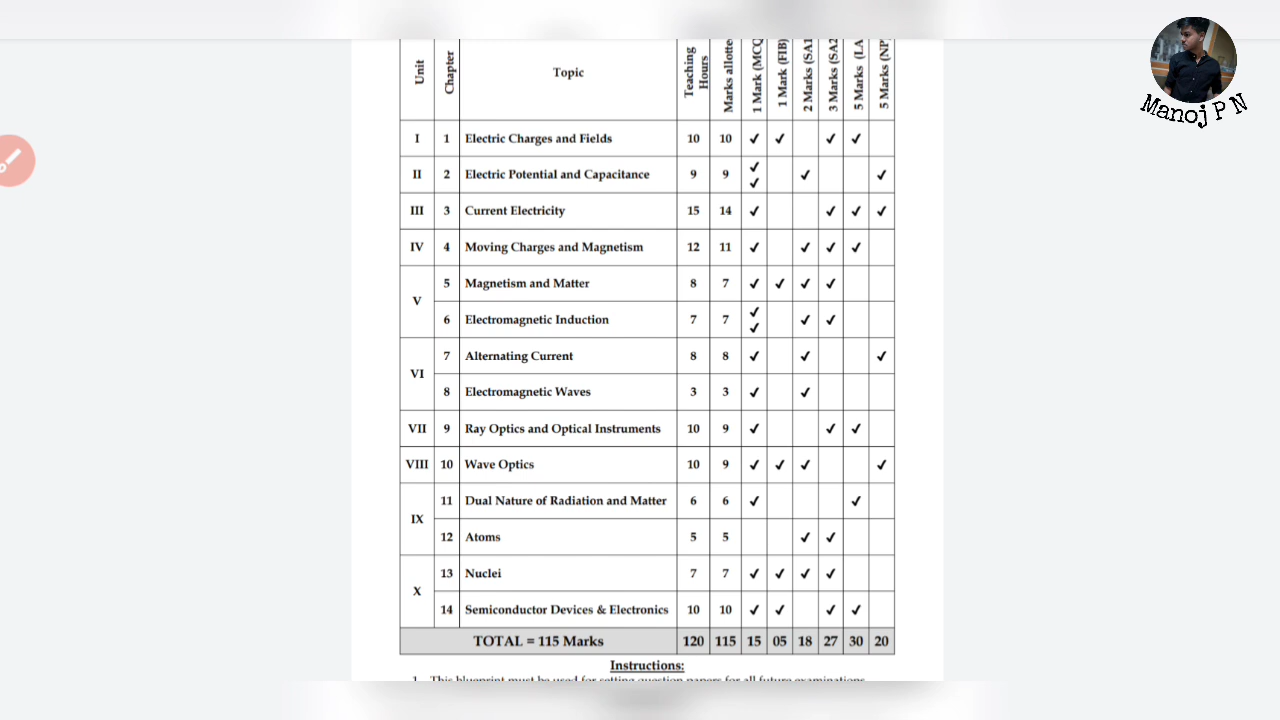 Manoj P N
Unit Chapter Topic Teaching Hours Marks 1 Mark (MCQ 1 Mark (FIB) 2 Marks (SA1 3 Marks (SA2 5 Marks (LA 5 Marks (NP
I 1 Electric Charges and Fields 10 10 ✓ ✓ ✓ ✓
II 2 Electric Potential and Capacitance 9 9 ✓ ✓ ✓ ✓
III 3 Current Electricity 15 14 ✓ ✓ ✓ ✓
IV 4 Moving Charges and Magnetism 12 11 ✓ ✓ ✓ ✓
V
5 Magnetism and Matter 8 7 ✓ ✓ ✓ ✓
6 Electromagnetic Induction 7 7 ✓ ✓ ✓ ✓
VI
7 Alternating Current 8 8 ✓ ✓ ✓
8 Electromagnetic Waves 3 3 ✓ ✓
VII 9 Ray Optics and Optical Instruments 10 9 ✓ ✓ ✓
VIII 10 Wave Optics 10 9 ✓ ✓ ✓ ✓
IX
11 Dual Nature of Radiation and Matter 6 6 ✓ ✓
12 Atoms 5 5 ✓ ✓
X
13 Nuclei 7 7 ✓ ✓ ✓ ✓
14 Semiconductor Devices & Electronics 10 10 ✓ ✓ ✓ ✓
TOTAL = 115 Marks 120 115 15 05 18 27 30 20
Instructions: